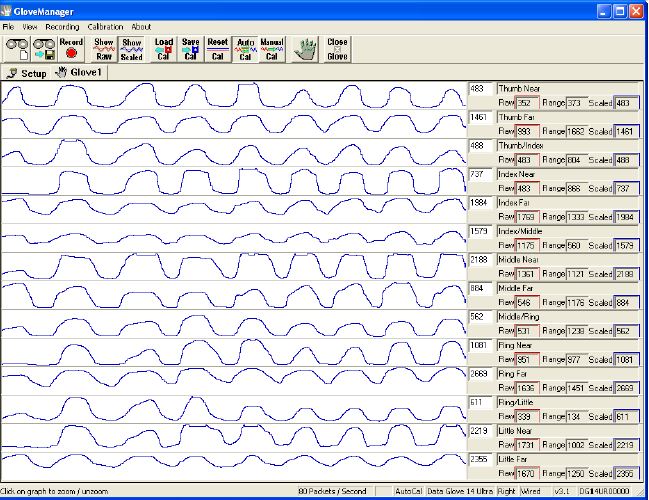 GloveManager
File View Recording Calibration About
Record Show Raw Show Scaled Load Cal Save Cal Reset Cal Auto Cal Manual Cal Close Glove
Setup Glove1
483 Thumb Near
Raw 352 Range 373 Scaled 483
1461 Thumb Far
Raw 993 Range 1662 Scaled 1461
488 Thumb/Index
Raw 483 Range 804 Scaled 488
737 Index Near
Raw 483 Range 866 Scaled 737
1984 Index Far
Raw 1769 Range 1333 Scaled 1984
1579 Index/Middle
Raw 1175 Range 560 Scaled 1579
2188 Middle Near
Raw 1361 Range 1121 Scaled 2188
884 Middle Far
Raw 546 Range 1176 Scaled 884
562 Middle/Ring
Raw 531 Range 1238 Scaled 562
1081 Ring Near
Raw 951 Range 977 Scaled 1081
2669 Ring Far
Raw 1636 Range 1451 Scaled 2669
611 Ring/Little
Raw 339 Range 134 Scaled 611
2219 Little Near
Raw 1731 Range 1002 Scaled 2219
2355 Little Far
Raw 1670 Range 1250 Scaled 2355
Click on graph to zoom / unzoom 80 Packets / Second AutoCal Data Glove 14 Ultra Right Wired v3.1 DG14UR00000